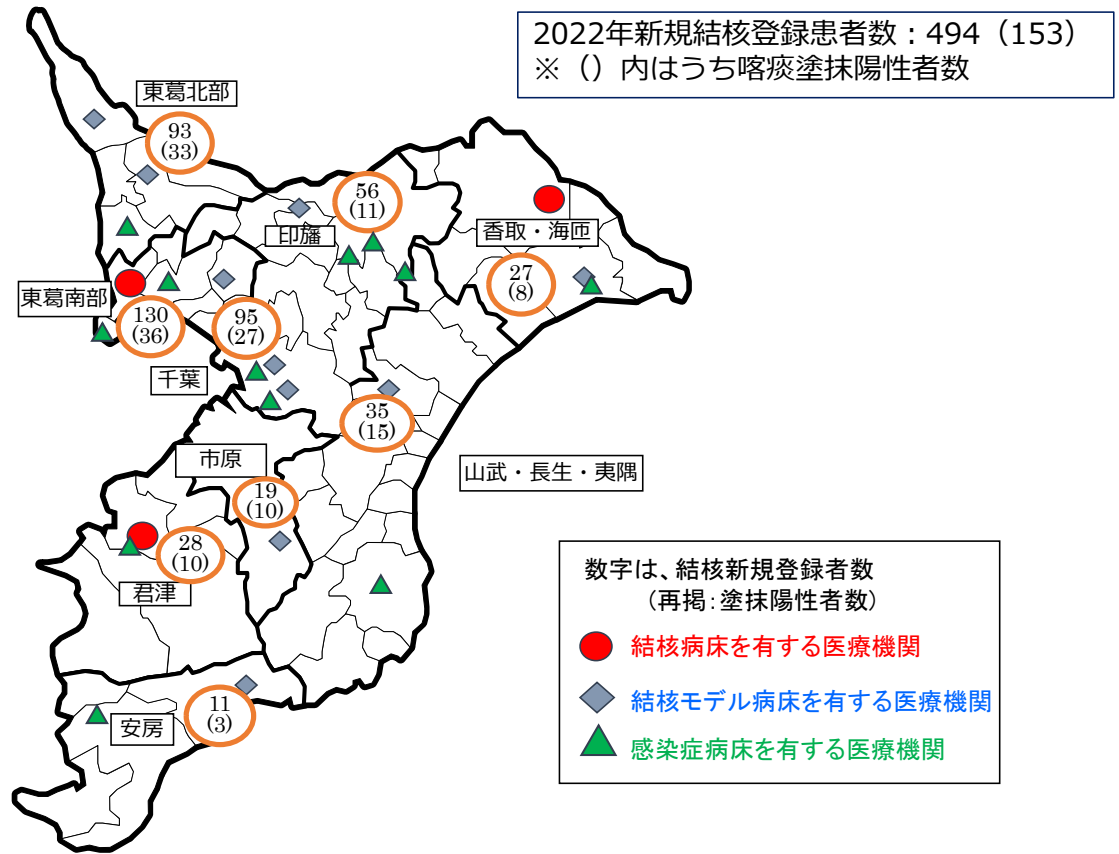 2022年新規結核登録患者数：494（153）
※（）内はうち喀痰塗抹陽性者数
東葛北部
93
(33)
56
(11)
印旛
香取・海匝
27
(8)
東葛南部
130
(36)
95
(27)
千葉
35
(15)
市原
山武・長生・夷隅
19
(10)
28
(10)
君津
11
(3)
安房
数字は、結核新規登録者数
（再掲：塗抹陽性者数）
結核病床を有する医療機関
結核モデル病床を有する医療機関
感染症病床を有する医療機関